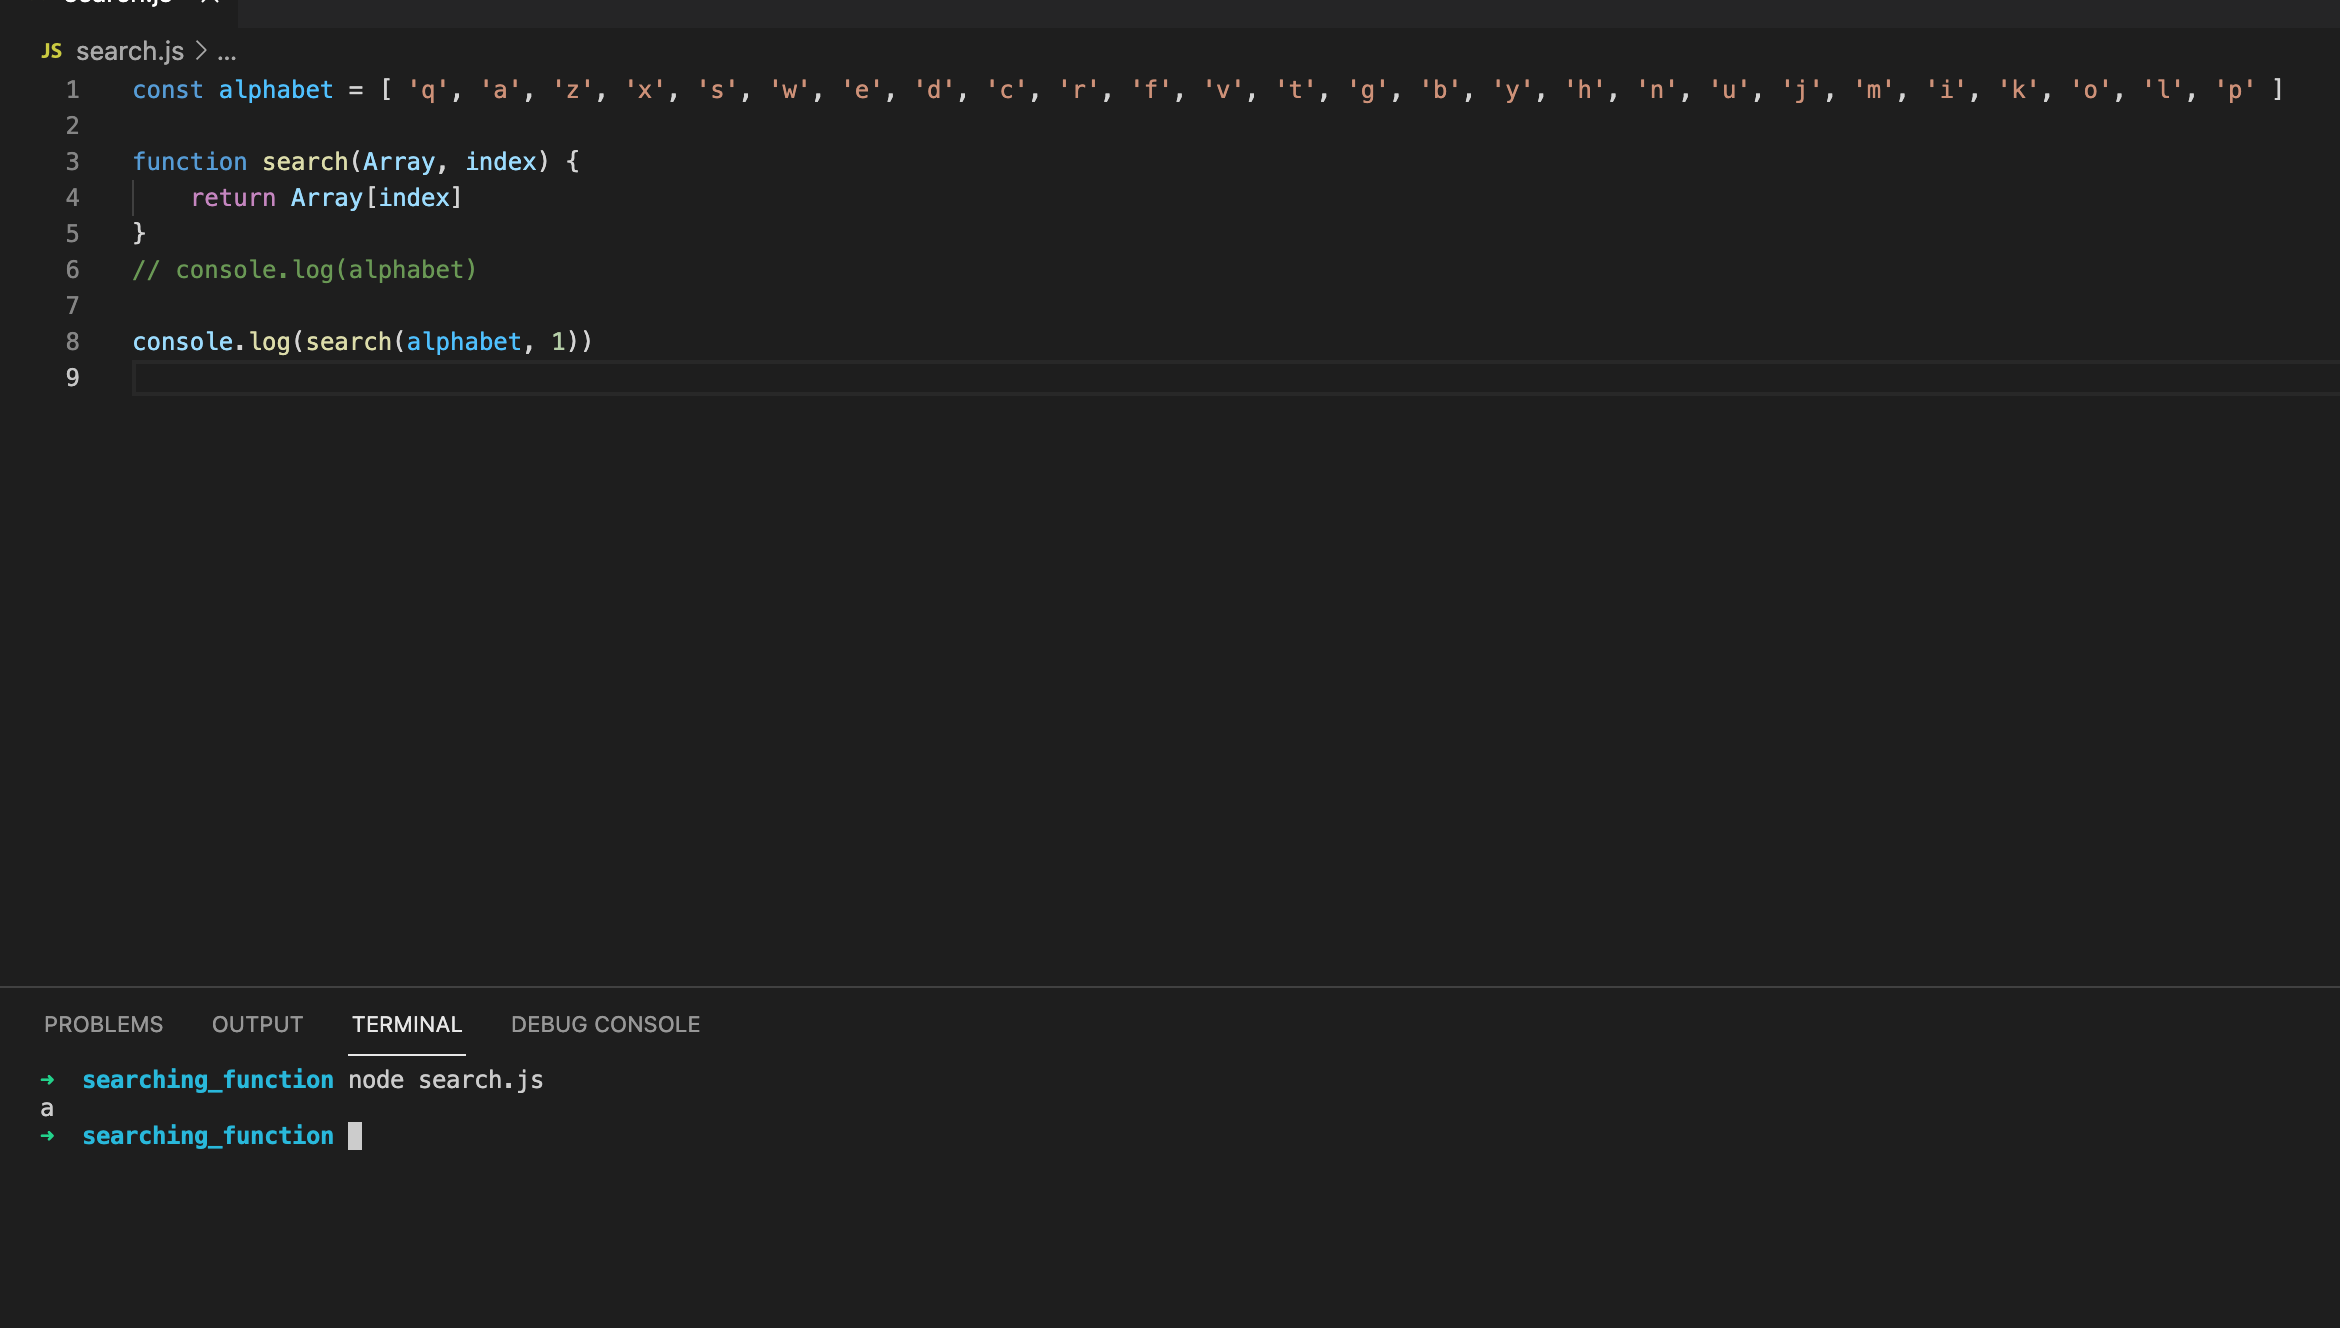 JS search.js > ...
1 const alphabet = [ 'q', 'a', 'z', 'x', 's', 'w', 'e', 'd', 'c', 'r', 'f', 'v', 't', 'g', 'b', 'y', 'h', 'n', 'u', 'j', 'm', 'i', 'k', 'o', 'l', 'p' ]
2
3 function search(Array, index) {
4     return Array[index]
5 }
6 // console.log(alphabet)
7
8 console.log(search(alphabet, 1))
9
PROBLEMS OUTPUT TERMINAL DEBUG CONSOLE
➜ searching_function node search.js
a
➜ searching_function